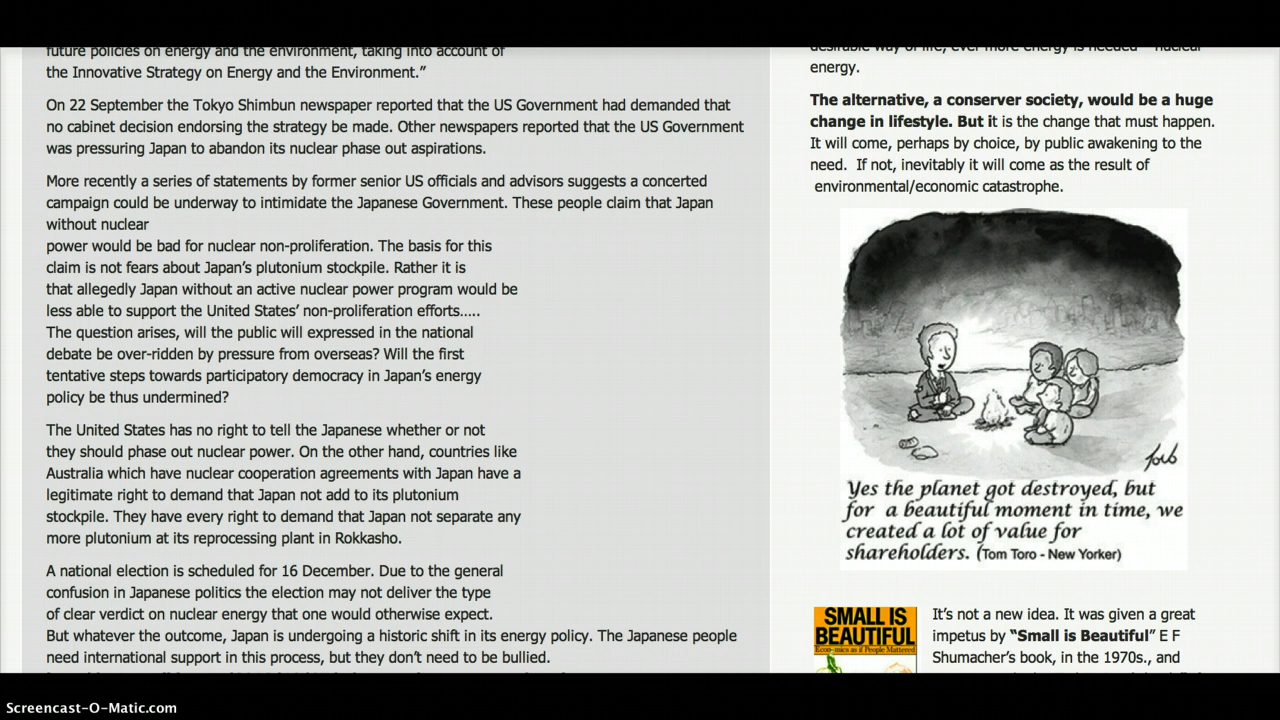 future policies on energy and the environment, taking into account of
the Innovative Strategy on Energy and the Environment.”
On 22 September the Tokyo Shimbun newspaper reported that the US Government had demanded that
no cabinet decision endorsing the strategy be made. Other newspapers reported that the US Government
was pressuring Japan to abandon its nuclear phase out aspirations.
More recently a series of statements by former senior US officials and advisors suggests a concerted
campaign could be underway to intimidate the Japanese Government. These people claim that Japan
without nuclear
power would be bad for nuclear non-proliferation. The basis for this
claim is not fears about Japan’s plutonium stockpile. Rather it is
that allegedly Japan without an active nuclear power program would be
less able to support the United States’ non-proliferation efforts.....
The question arises, will the public will expressed in the national
debate be over-ridden by pressure from overseas? Will the first
tentative steps towards participatory democracy in Japan’s energy
policy be thus undermined?
The United States has no right to tell the Japanese whether or not
they should phase out nuclear power. On the other hand, countries like
Australia which have nuclear cooperation agreements with Japan have a
legitimate right to demand that Japan not add to its plutonium
stockpile. They have every right to demand that Japan not separate any
more plutonium at its reprocessing plant in Rokkasho.
A national election is scheduled for 16 December. Due to the general
confusion in Japanese politics the election may not deliver the type
of clear verdict on nuclear energy that one would otherwise expect.
But whatever the outcome, Japan is undergoing a historic shift in its energy policy. The Japanese people
need international support in this process, but they don’t need to be bullied.
desirable way of life, ever more energy is needed – nuclear
energy.
The alternative, a conserver society, would be a huge
change in lifestyle. But it is the change that must happen.
It will come, perhaps by choice, by public awakening to the
need. If not, inevitably it will come as the result of
environmental/economic catastrophe.
Toro
Yes the planet got destroyed, but
for a beautiful moment in time, we
created a lot of value for
shareholders. (Tom Toro - New Yorker)
SMALL IS
BEAUTIFUL
Economics as if People Mattered
It’s not a new idea. It was given a great
impetus by “Small is Beautiful” E F
Shumacher’s book, in the 1970s., and
Screencast-O-Matic.com